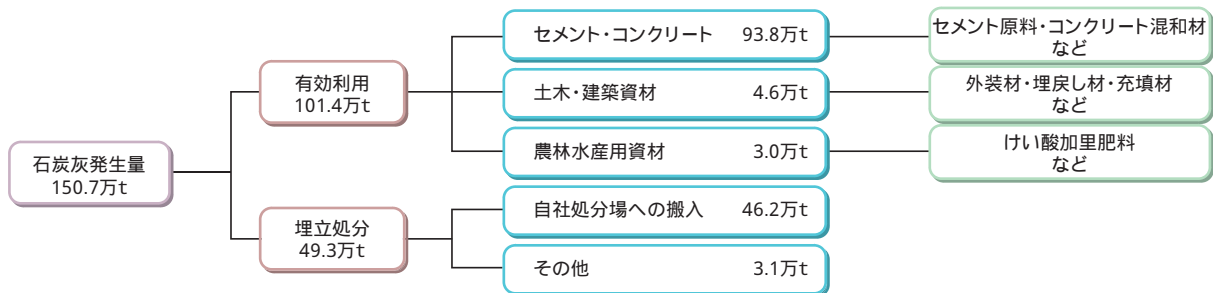 石炭灰発生量
150.7万t
有効利用
101.4万t
セメント・コンクリート 93.8万t
セメント原料・コンクリート混和材
など
土木・建築資材 4.6万t
外装材・埋戻し材・充填材
など
農林水産用資材 3.0万t
けい酸加里肥料
など
埋立処分
49.3万t
自社処分場への搬入 46.2万t
その他 3.1万t